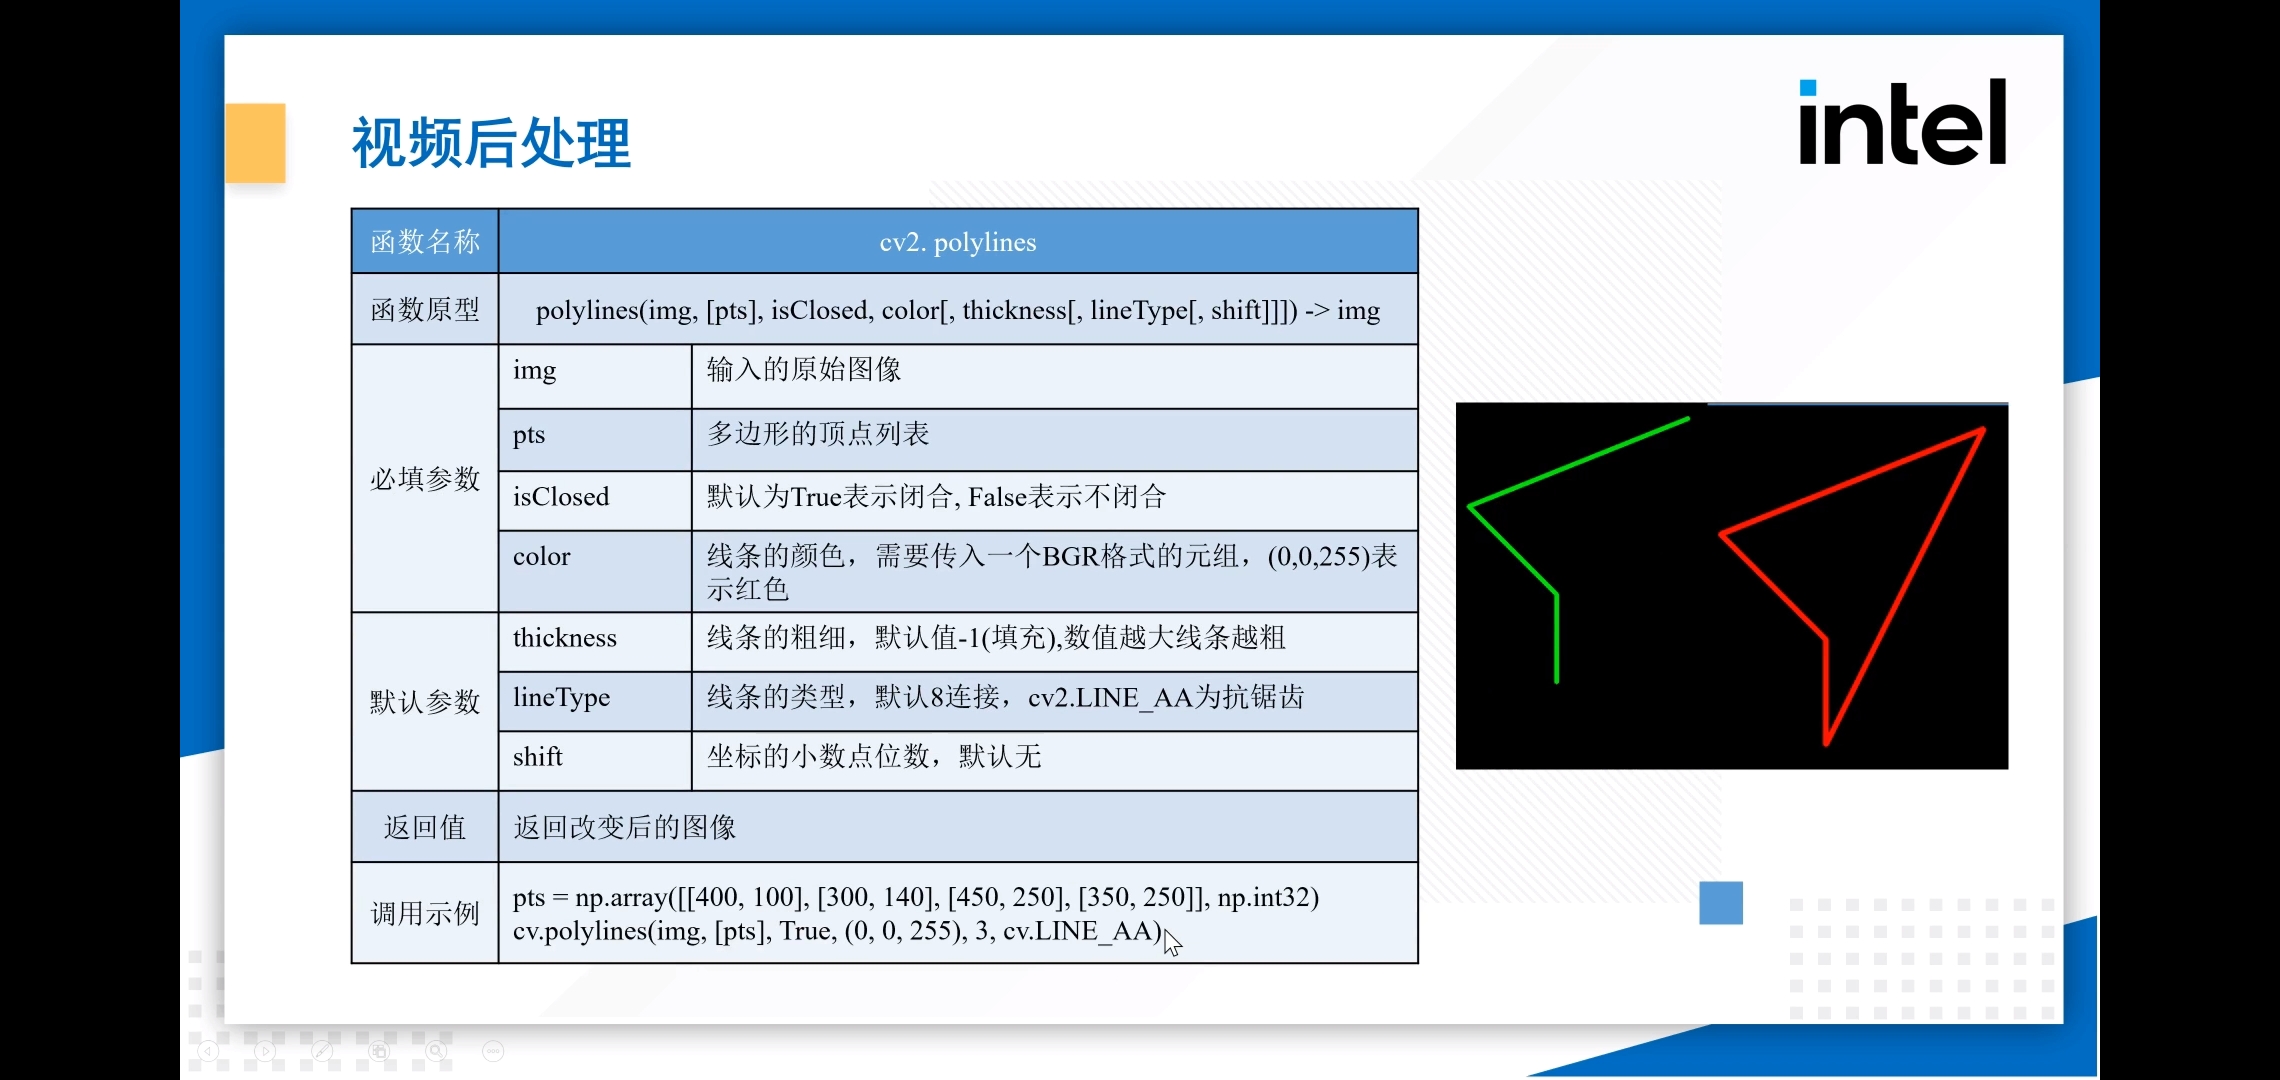 视频后处理
intel
函数名称
cv2. polylines
函数原型
polylines(img, [pts], isClosed, color[, thickness[, lineType[, shift]]]) -> img
必填参数
img
输入的原始图像
pts
多边形的顶点列表
isClosed
默认为True表示闭合, False表示不闭合
color
线条的颜色，需要传入一个BGR格式的元组，(0,0,255)表
示红色
默认参数
thickness
线条的粗细，默认值-1(填充),数值越大线条越粗
lineType
线条的类型，默认8连接，cv2.LINE_AA为抗锯齿
shift
坐标的小数点位数，默认无
返回值
返回改变后的图像
调用示例
pts = np.array([[400, 100], [300, 140], [450, 250], [350, 250]], np.int32)
cv.polylines(img, [pts], True, (0, 0, 255), 3, cv.LINE_AA)